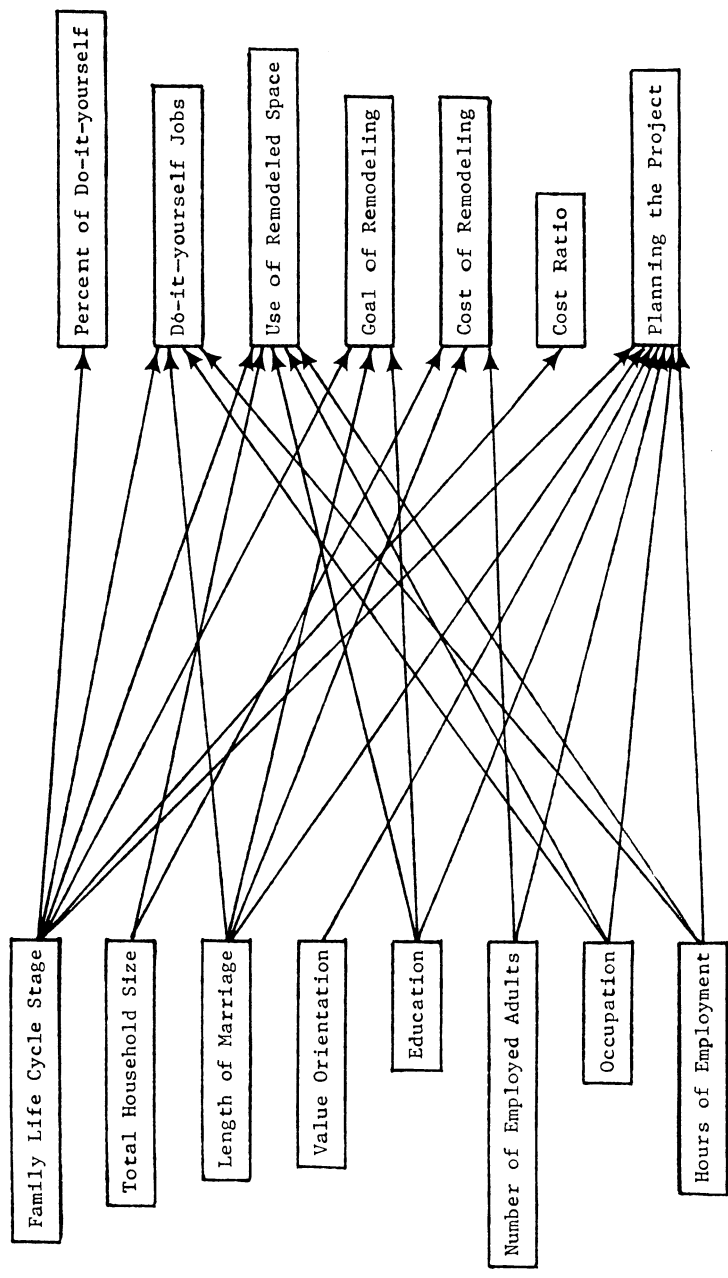 Family Life Cycle Stage
Total Household Size
Length of Marriage
Value Orientation
Education
Number of Employed Adults
Occupation
Hours of Employment
Percent of Do-it-yourself
Do-it-yourself Jobs
Use of Remodeled Space
Goal of Remodeling
Cost of Remodeling
Cost Ratio
Planning the Project